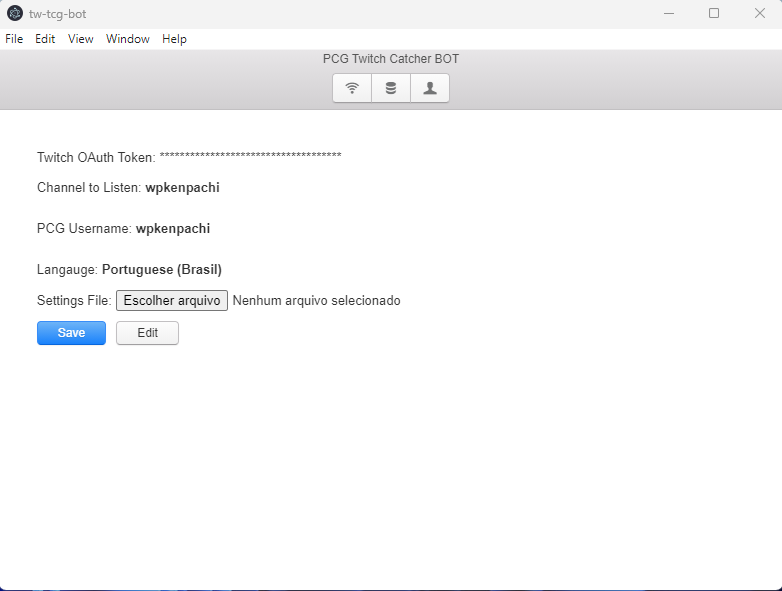 tw-tcg-bot
File Edit View Window Help
PCG Twitch Catcher BOT
Twitch OAuth Token: ************************************
Channel to Listen: wpkenpachi
PCG Username: wpkenpachi
Langauge: Portuguese (Brasil)
Settings File: Escolher arquivo Nenhum arquivo selecionado
Save Edit